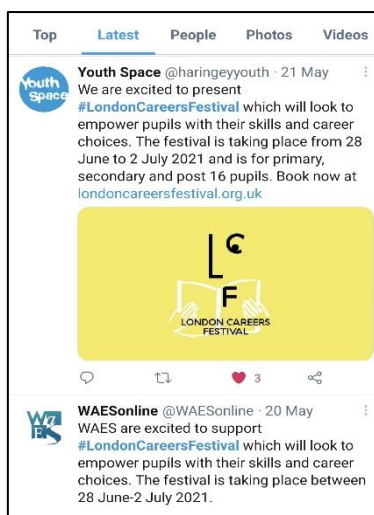 Top Latest People Photos Videos
Youth Space
Youth Space @haringeyyouth · 21 May
We are excited to present
#LondonCareersFestival which will look to
empower pupils with their skills and career
choices. The festival is taking place from 28
June to 2 July 2021 and is for primary,
secondary and post 16 pupils. Book now at
londoncareersfestival.org.uk
L C
F
LONDON CAREERS
FESTIVAL
3
WAES
WAESonline @WAESonline · 20 May
WAES are excited to support
#LondonCareersFestival which will look to
empower pupils with their skills and career
choices. The festival is taking place between
28 June-2 July 2021.